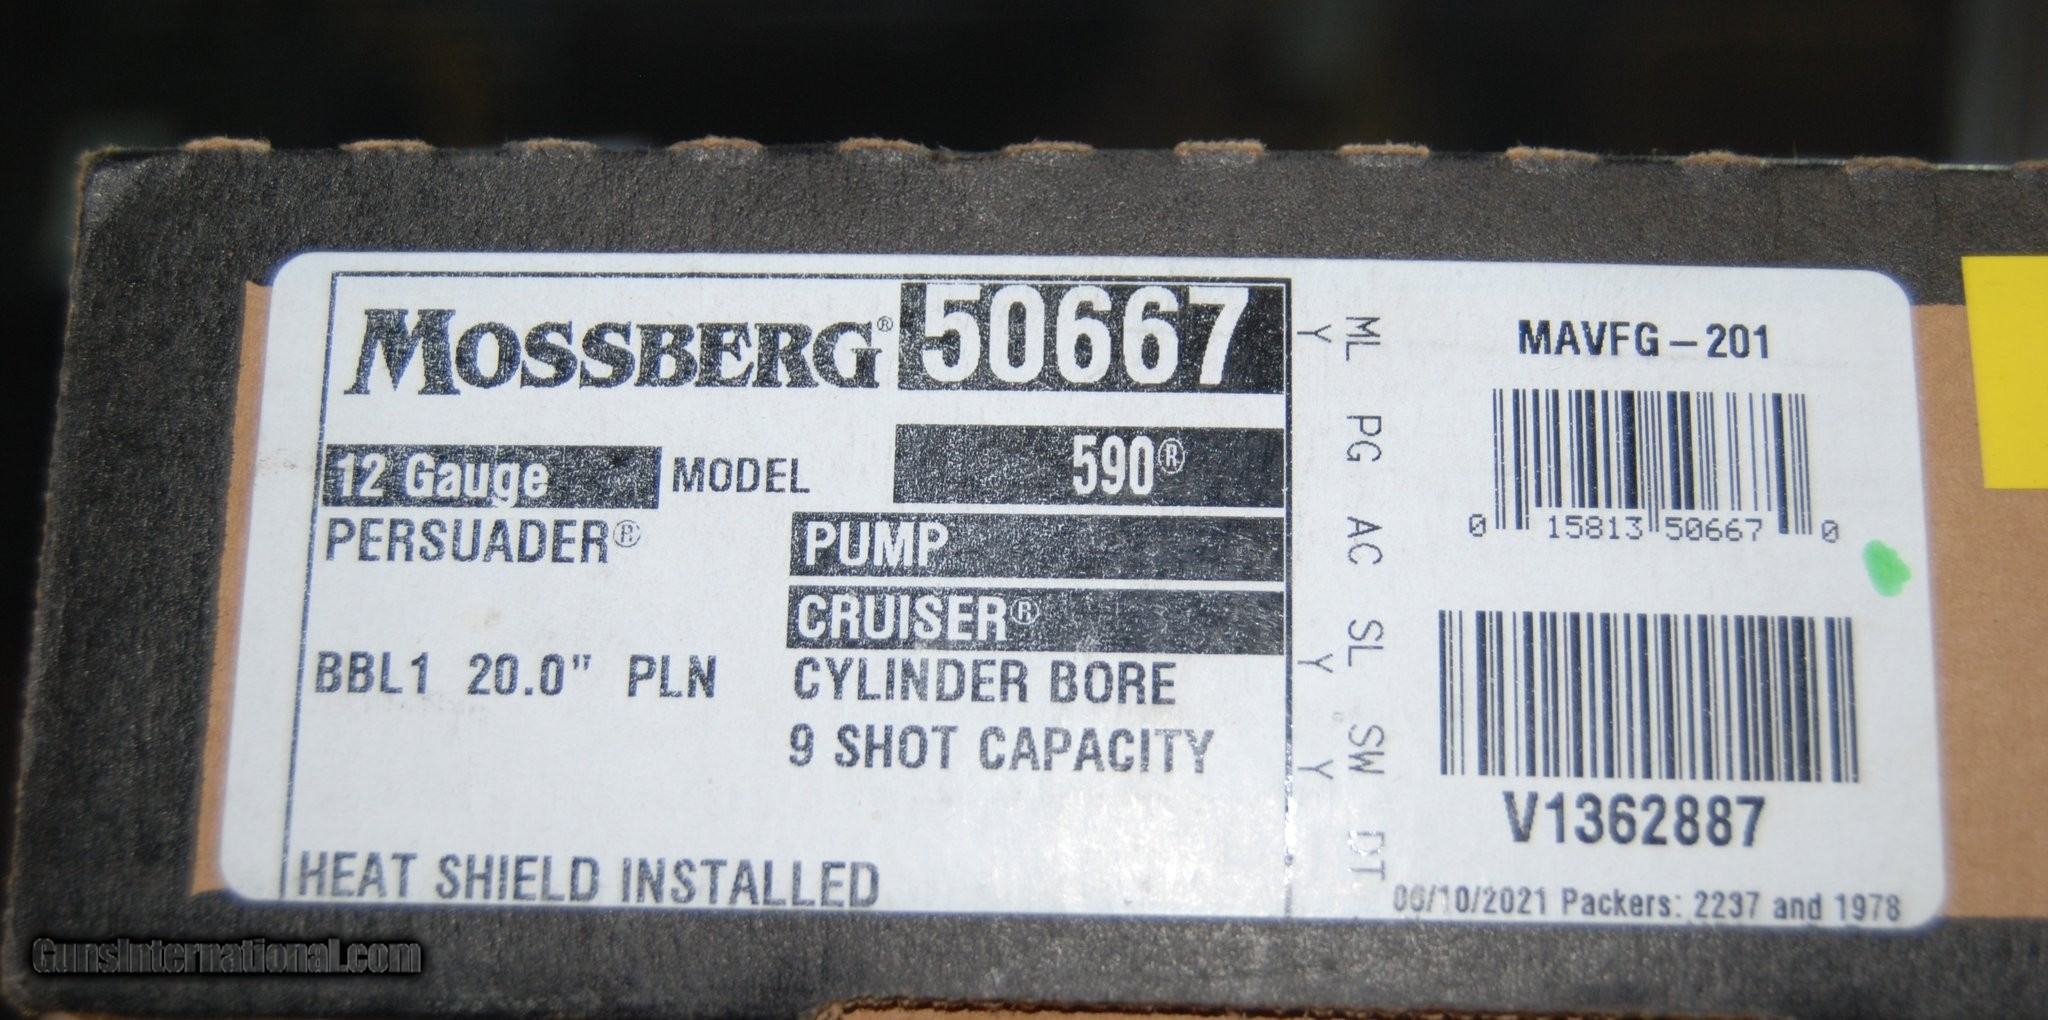 MOSSBERG® 50667
12 Gauge MODEL 590®
PERSUADER® PUMP
CRUISER®
BBL1 20.0" PLN CYLINDER BORE
9 SHOT CAPACITY
HEAT SHIELD INSTALLED
ML PG AC SL SW DT
Y Y Y
MAVFG-201
0 15813 50667 0
V1362887
06/10/2021 Packers: 2237 and 1978
GunsInternational.com